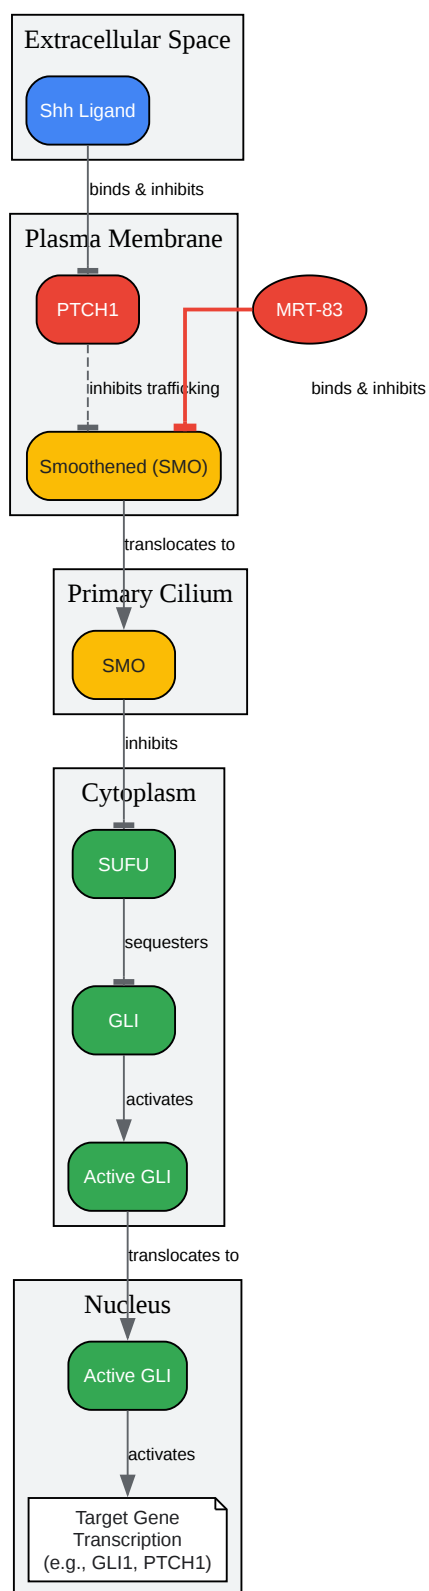 Extracellular Space
Shh Ligand
binds & inhibits
Plasma Membrane
PTCH1
MRT-83
inhibits trafficking
binds & inhibits
Smoothened (SMO)
translocates to
Primary Cilium
SMO
inhibits
Cytoplasm
SUFU
sequesters
GLI
activates
Active GLI
translocates to
Nucleus
Active GLI
activates
Target Gene
Transcription
(e.g., GLI1, PTCH1)